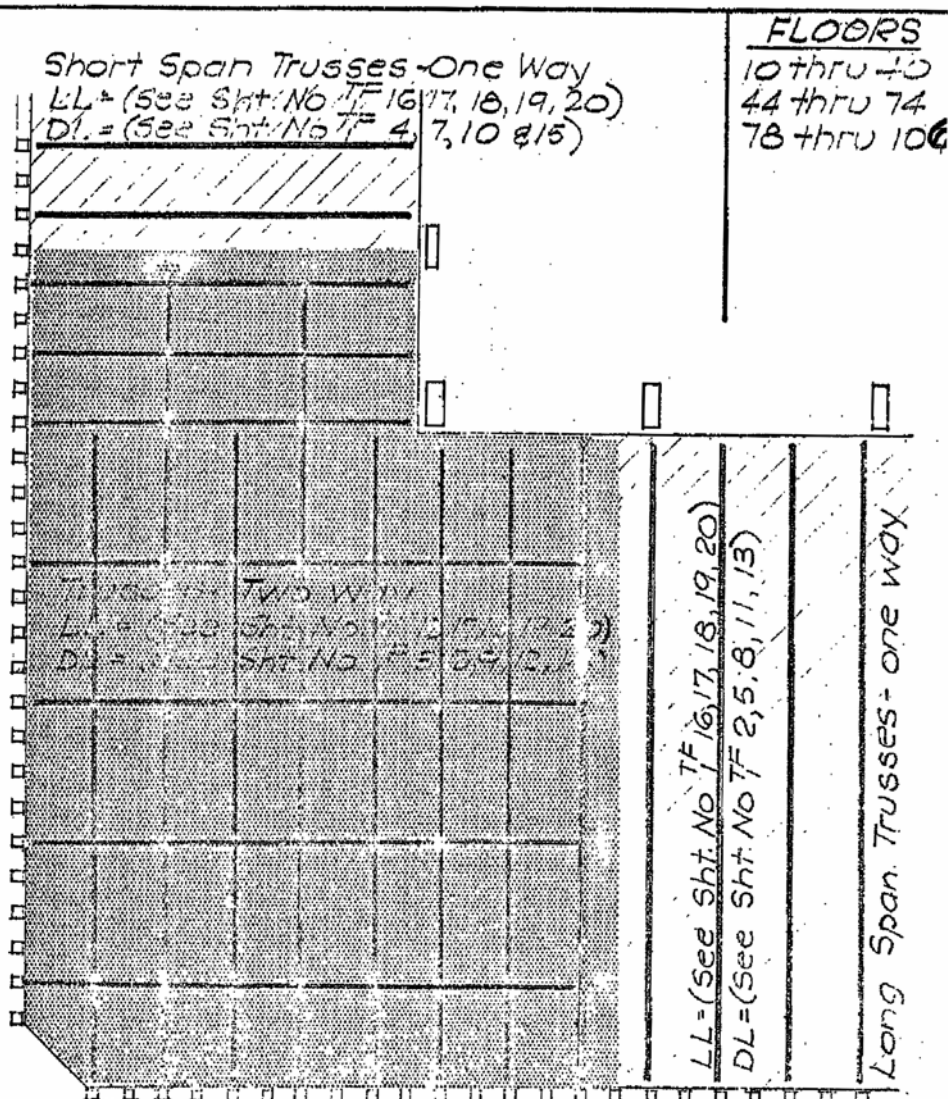 Short Span Trusses-One Way
LL=(See Sht. No TF 16,17, 18, 19, 20)
DL=(See Sht. No TF 4, 7, 10 &15)
FLOORS
10 thru 40
44 thru 74
78 thru 106
Two Way
LL=(See Sht. No
DL= See Sht. No
LL=(See Sht. No TF 16,17, 18, 19, 20)
DL=(See Sht. No TF 2, 5, 8, 11, 13)
Long Span Trusses-one way